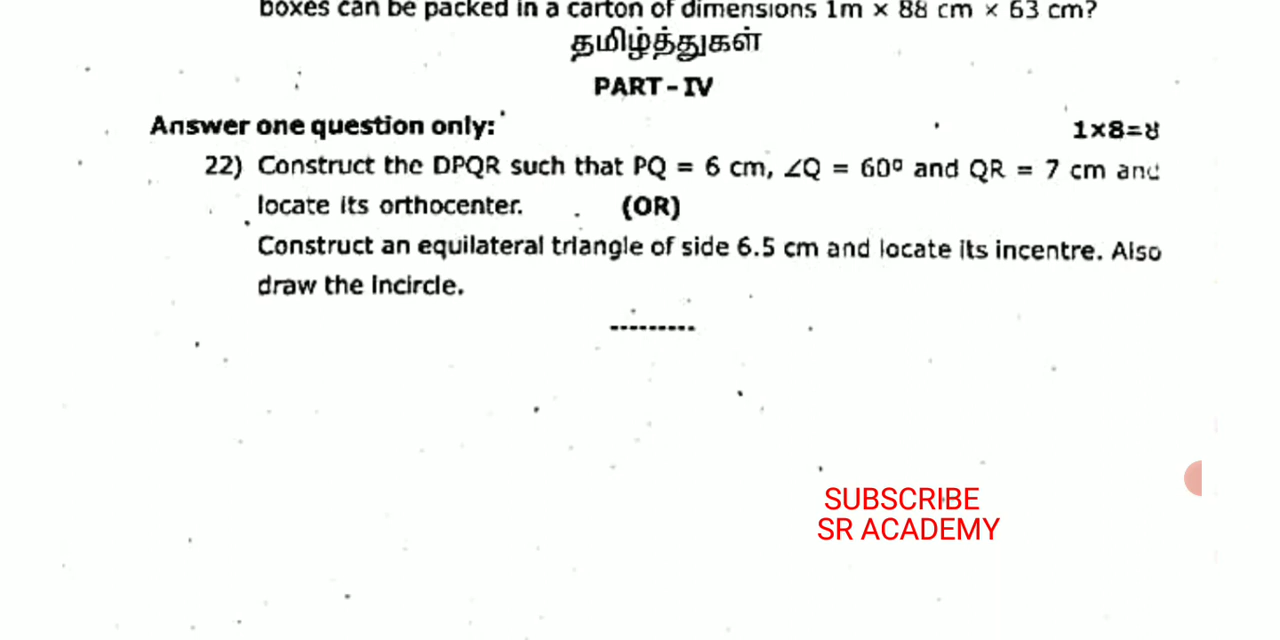 boxes can be packed in a carton of dimensions 1m × 88 cm × 63 cm?
தமிழ்த்துகள்
PART - IV
Answer one question only: 1x8=8
22) Construct the DPQR such that PQ = 6 cm, ∠Q = 60º and QR = 7 cm and
locate its orthocenter. (OR)
Construct an equilateral triangle of side 6.5 cm and locate its incentre. Also
draw the Incircle.
---------
SUBSCRIBE
SR ACADEMY